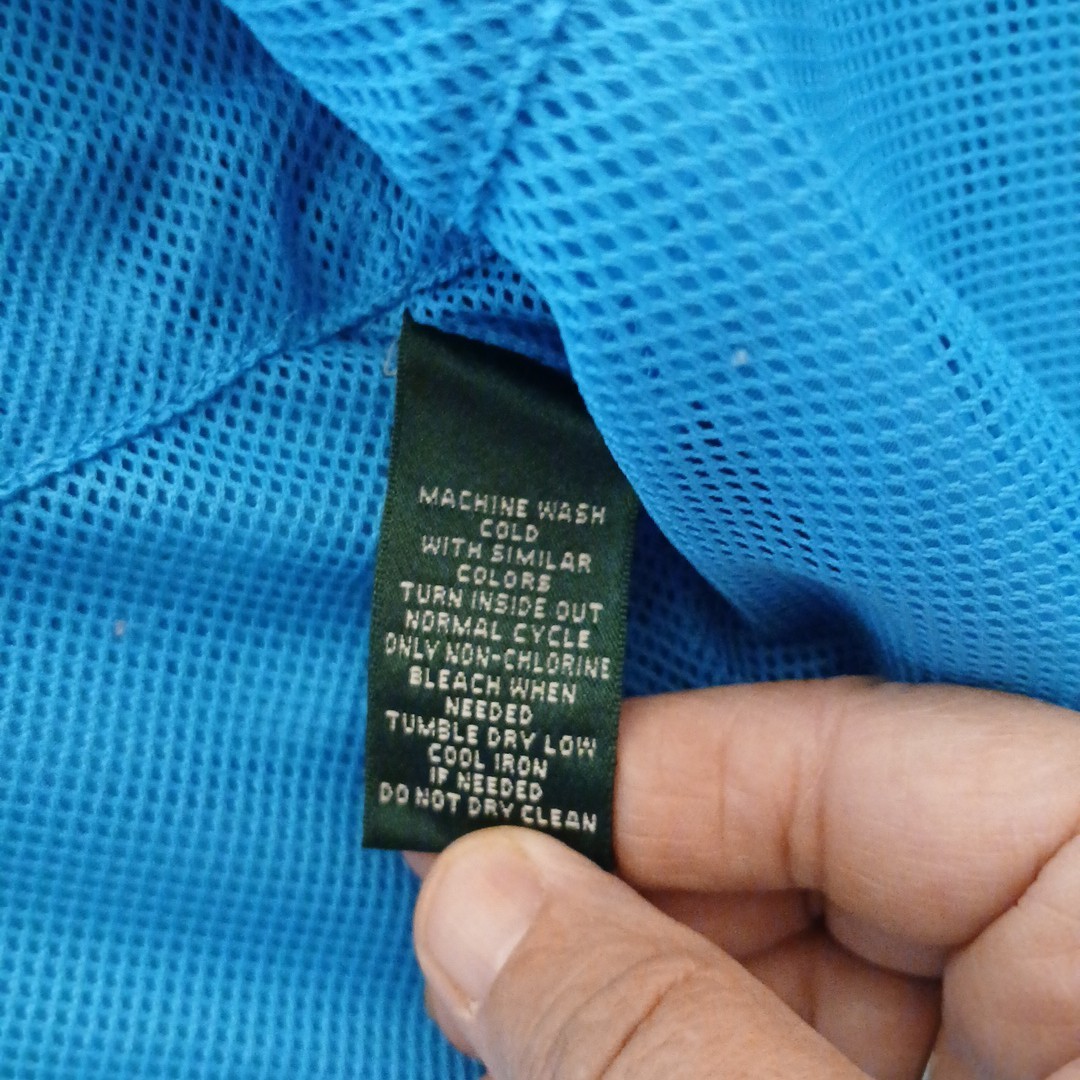 MACHINE WASH
COLD
WITH SIMILAR
COLORS
TURN INSIDE OUT
NORMAL CYCLE
ONLY NON-CHLORINE
BLEACH WHEN
NEEDED
TUMBLE DRY LOW
COOL IRON
IF NEEDED
DO NOT DRY CLEAN